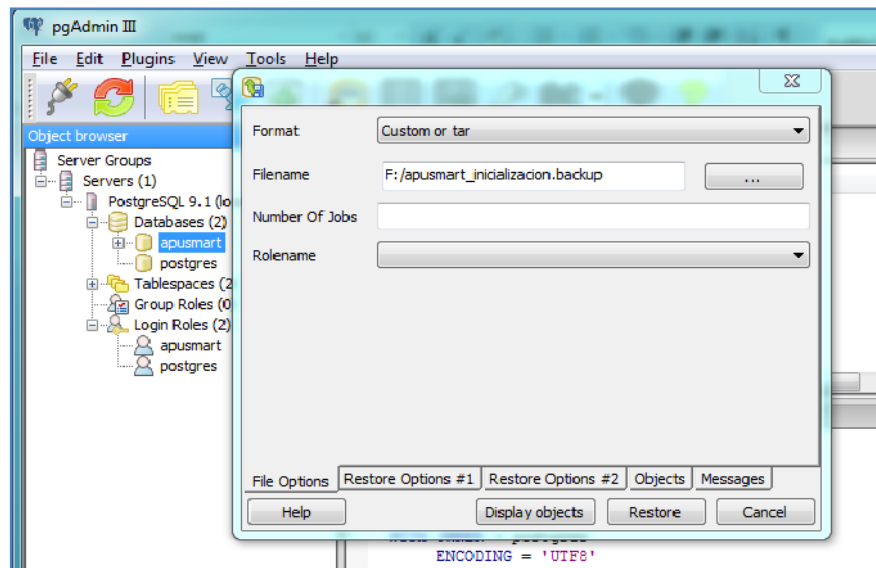 pgAdmin III
File Edit Plugins View Tools Help
Object browser
Server Groups
Servers (1)
PostgreSQL 9.1 (lo
Databases (2)
apusmart
postgres
Tablespaces (2
Group Roles (0
Login Roles (2)
apusmart
postgres
Format Custom or tar
Filename F:/apusmart_inicializacion.backup ...
Number Of Jobs
Rolename
File Options Restore Options #1 Restore Options #2 Objects Messages
Help Display objects Restore Cancel
ENCODING = 'UTF8'